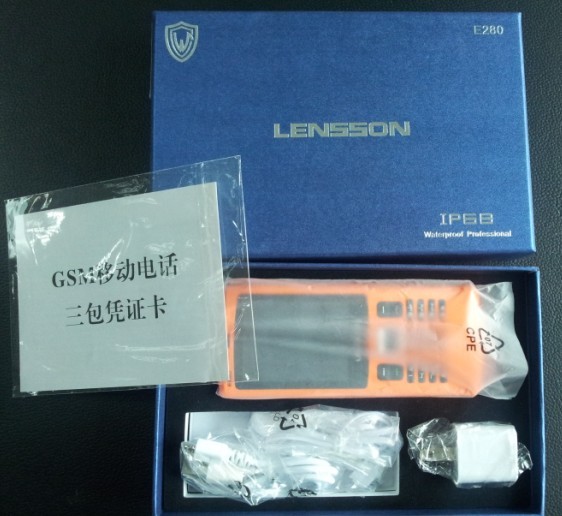 E280
LENSSON
IP68
Waterproof Professional
GSM移动电话
三包凭证卡
CPE